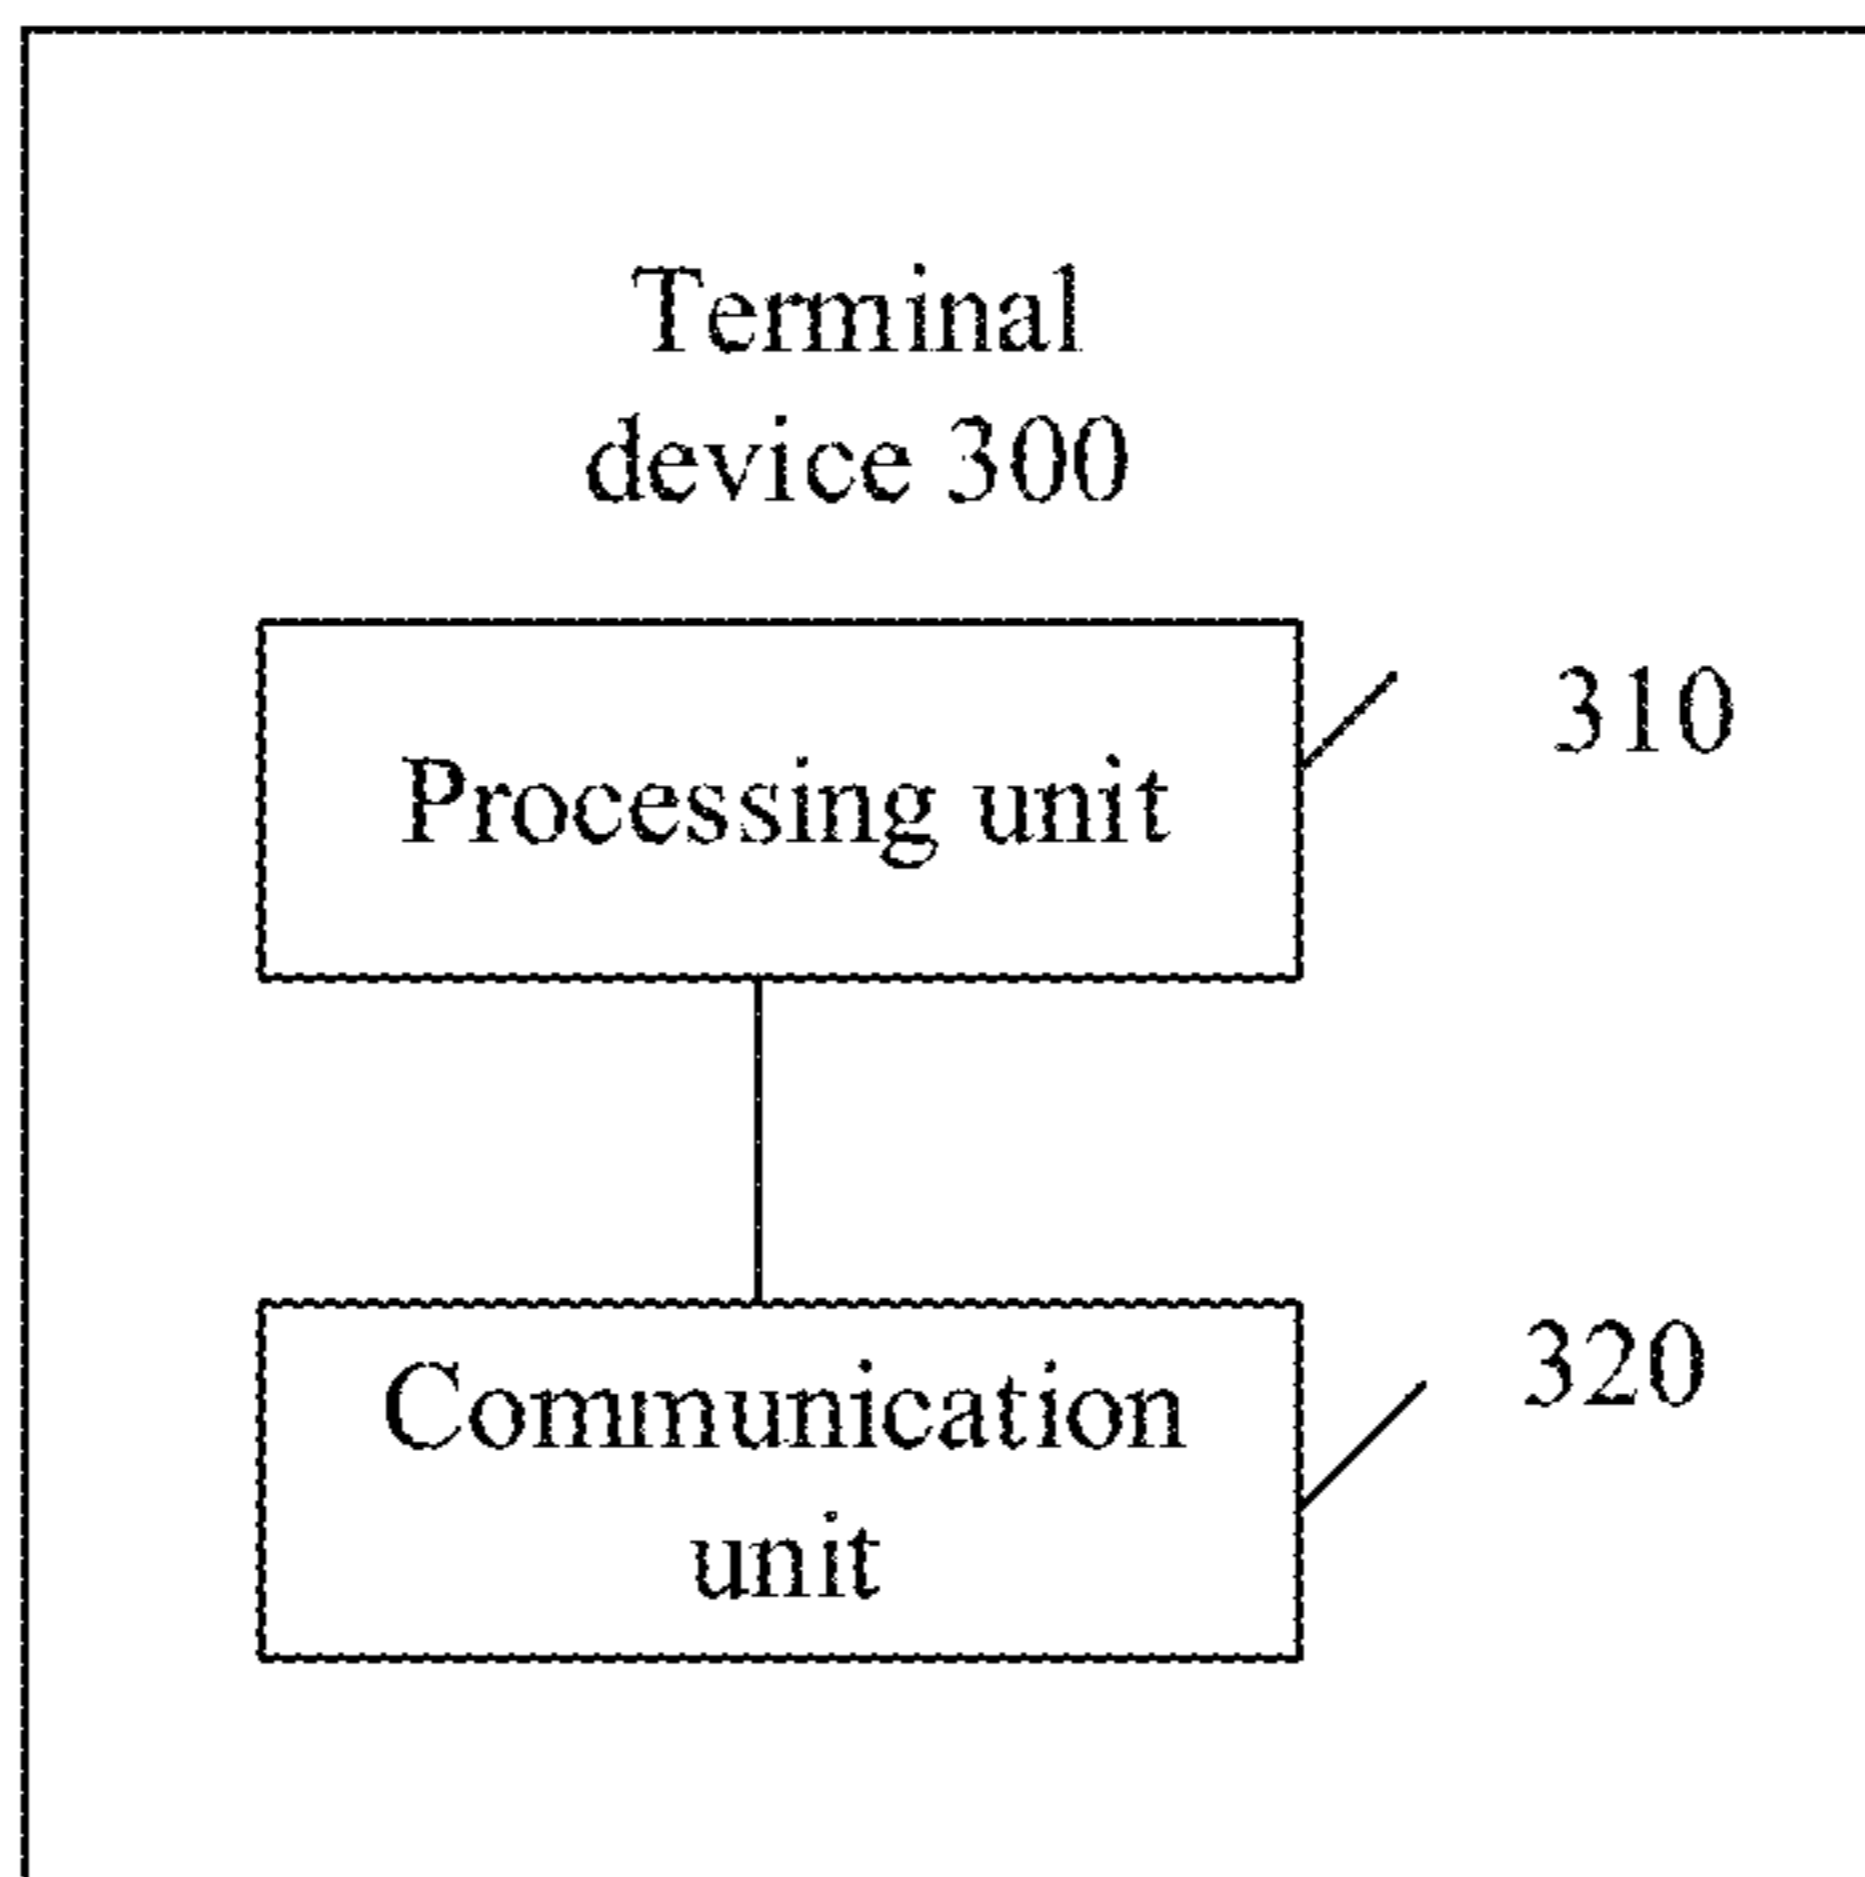 Terminal
device 300
310
Processing unit
320
Communication
unit